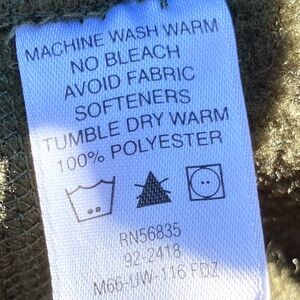 MACHINE WASH WARM
NO BLEACH
AVOID FABRIC
SOFTENERS
TUMBLE DRY WARM
100% POLYESTER
RN56835
92-2418
M66-UW-116 FDZ